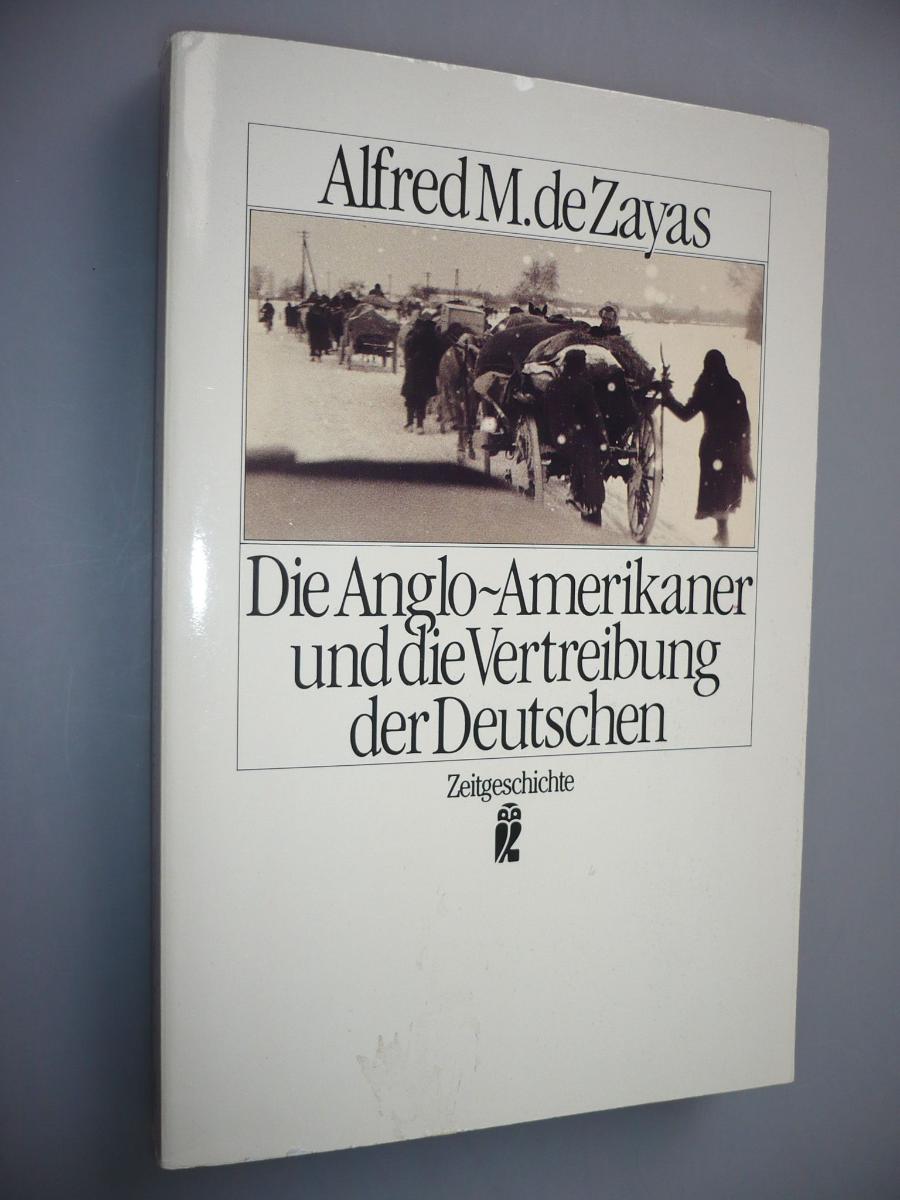 Alfred M. de Zayas
Die Anglo~Amerikaner
und die Vertreibung
der Deutschen
Zeitgeschichte